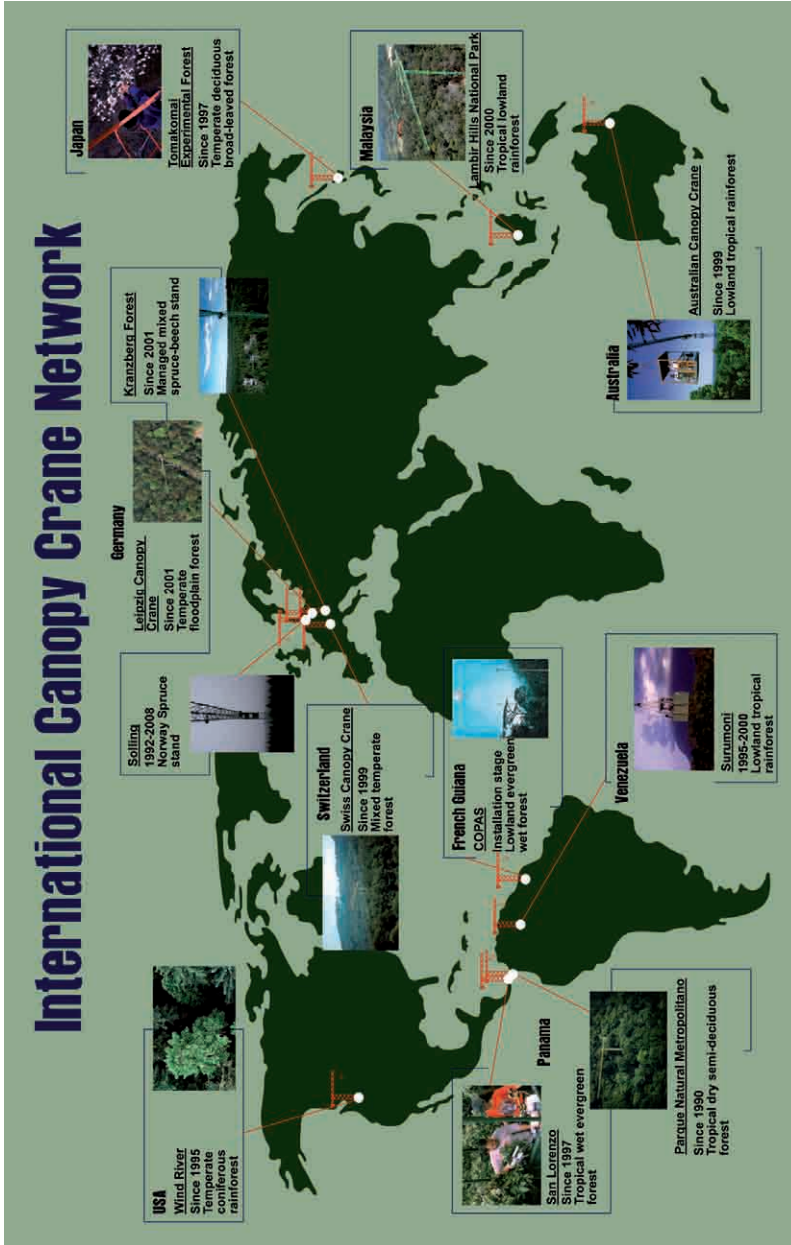 International Canopy Crane Network
USA
Wind River
Since 1995
Temperate
coniferous
rainforest
Switzerland
Swiss Canopy Crane
Since 1999
Mixed temperate
forest
Solling
1992-2008
Norway Spruce
stand
Germany
Leipzig Canopy
Crane
Since 2001
Temperate
floodplain forest
Kranzberg Forest
Since 2001
Managed mixed
spruce-beech stand
Japan
Tomakomai
Experimental Forest
Since 1997
Temperate deciduous
broad-leaved forest
Malaysia
Lambir Hills National Park
Since 2000
Tropical lowland
rainforest
Panama
San Lorenzo
Since 1997
Tropical wet evergreen
forest
Parque Natural Metropolitano
Since 1990
Tropical dry semi-deciduous
forest
French Guiana
COPAS
Installation stage
Lowland evergreen
wet forest
Venezuela
Surumoni
1995-2000
Lowland tropical
rainforest
Australia
Australian Canopy Crane
Since 1999
Lowland tropical rainforest